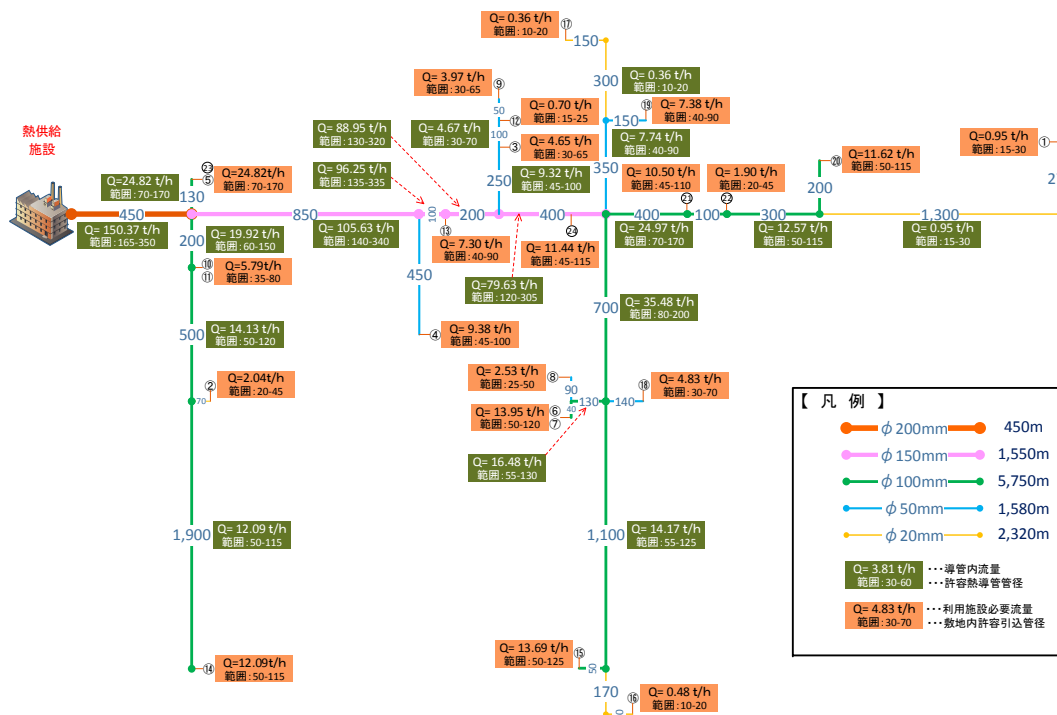 Q= 0.36 t/h
範囲:10-20
⑰
150
300
Q= 0.36 t/h
範囲:10-20
Q= 3.97 t/h
範囲:30-65
⑨
50
⑫
Q= 0.70 t/h
範囲:15-25
100
③
Q= 4.65 t/h
範囲:30-65
250
150
⑲
Q= 7.38 t/h
範囲:40-90
Q= 7.74 t/h
範囲:40-90
350
熱供給
施設
Q= 88.95 t/h
範囲:130-320
Q= 4.67 t/h
範囲:30-70
Q= 96.25 t/h
範囲:135-335
Q= 9.32 t/h
範囲:45-100
Q=24.82 t/h
範囲:70-170
㉓
⑤
Q=24.82t/h
範囲:70-170
130
Q= 10.50 t/h
範囲:45-110
㉑
Q= 1.90 t/h
範囲:20-45
㉒
⑳
Q=11.62 t/h
範囲:50-115
200
Q=0.95 t/h
範囲:15-30
①
450
850
100
200
400
400
100
300
1,300
Q=150.37 t/h
範囲:165-350
200
Q=19.92 t/h
範囲:60-150
Q= 105.63 t/h
範囲:140-340
⑬
Q= 7.30 t/h
範囲:40-90
㉔
Q= 11.44 t/h
範囲:45-115
Q= 24.97 t/h
範囲:70-170
Q= 12.57 t/h
範囲:50-115
Q= 0.95 t/h
範囲:15-30
⑩
⑪
Q=5.79t/h
範囲:35-80
450
Q=79.63 t/h
範囲:120-305
700
Q= 35.48 t/h
範囲:80-200
500
Q=14.13 t/h
範囲:50-120
④
Q= 9.38 t/h
範囲:45-100
②
70
Q=2.04t/h
範囲:20-45
Q= 2.53 t/h
範囲:25-50
⑧
90
130
140
⑱
Q= 4.83 t/h
範囲:30-70
Q= 13.95 t/h
範囲:50-120
⑥
⑦
40
Q= 16.48 t/h
範囲:55-130
1,900
Q= 12.09 t/h
範囲:50-115
1,100
Q= 14.17 t/h
範囲:55-125
⑭
Q=12.09t/h
範囲:50-115
Q= 13.69 t/h
範囲:50-125
⑮
50
170
⑯
Q= 0.48 t/h
範囲:10-20
【 凡 例 】
φ200mm 450m
φ150mm 1,550m
φ100mm 5,750m
φ50mm 1,580m
φ20mm 2,320m
Q= 3.81 t/h ・・・導管内流量
範囲:30-60 ・・・許容熱導管管径
Q= 4.83 t/h ・・・利用施設必要流量
範囲:30-70 ・・・敷地内許容引込管径